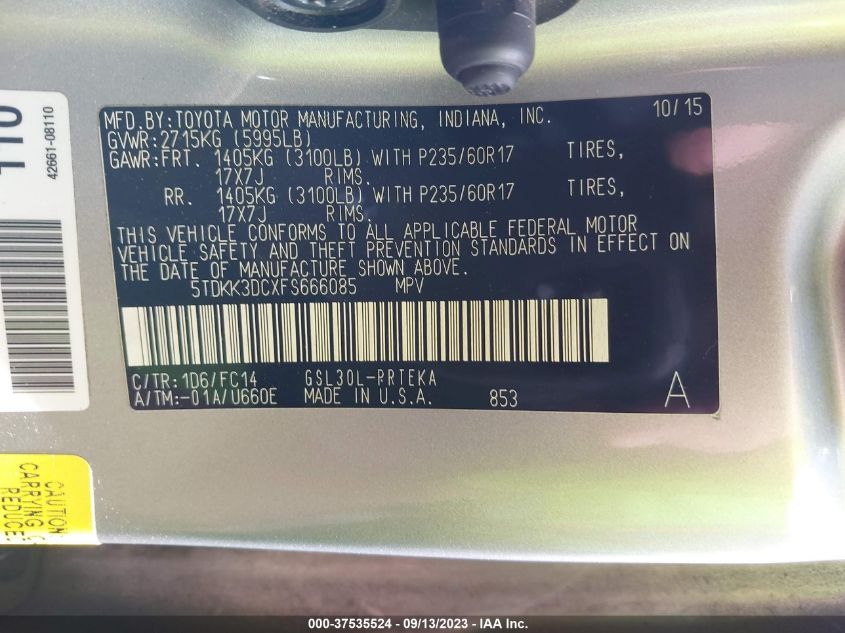 OLL
42661-08110
MFD.BY:TOYOTA MOTOR MANUFACTURING, INDIANA, INC. 10/15
GVWR:2715KG (5995LB)
GAWR:FRT. 1405KG (3100LB) WITH P235/60R17 TIRES,
17X7J RIMS.
RR. 1405KG (3100LB) WITH P235/60R17 TIRES,
17X7J RIMS.
THIS VEHICLE CONFORMS TO ALL APPLICABLE FEDERAL MOTOR
VEHICLE SAFETY AND THEFT PREVENTION STANDARDS IN EFFECT ON
THE DATE OF MANUFACTURE SHOWN ABOVE.
5TDKK3DCXFS666085 MPV
C/TR:1D6/FC14 GSL30L-PRTEKA
A/TM:-01A/U660E MADE IN U.S.A. 853 A
CAUTION
CARRYING C
REDUCE
000-37535524 - 09/13/2023 - IAA Inc.